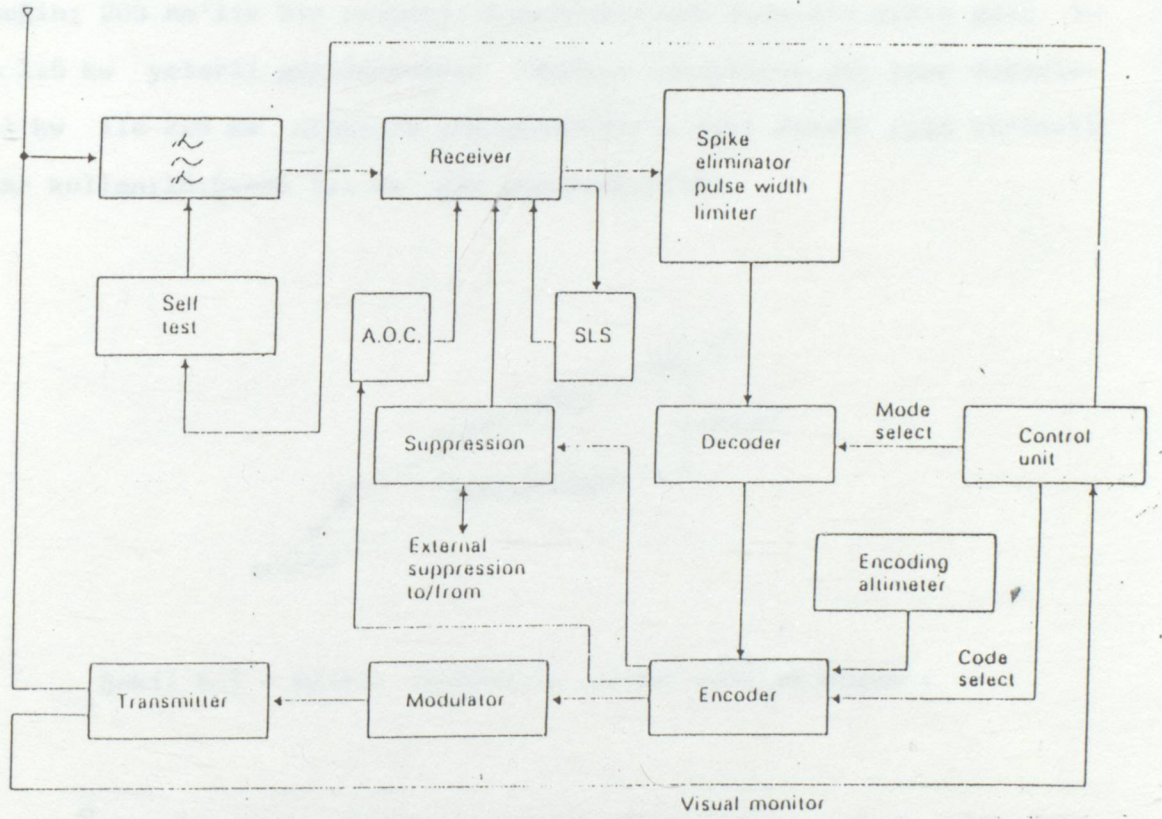 Receiver
Spike
eliminator
pulse width
limiter
Self
test
A.O.C.
SLS
Suppression
Decoder
Mode
select
Control
unit
External
suppression
to/from
Encoding
altimeter
Code
select
Transmitter
Modulator
Encoder
Visual monitor